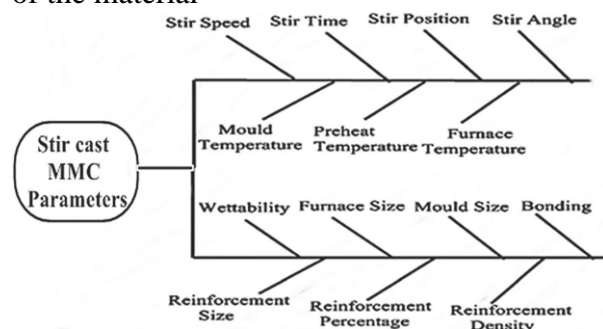 of the material
Stir Speed Stir Time Stir Position Stir Angle
Mould Temperature
Preheat Temperature
Furnace Temperature
Stir cast
MMC
Parameters
Wettability Furnace Size Mould Size Bonding
Reinforcement Size
Reinforcement Percentage
Reinforcement Density